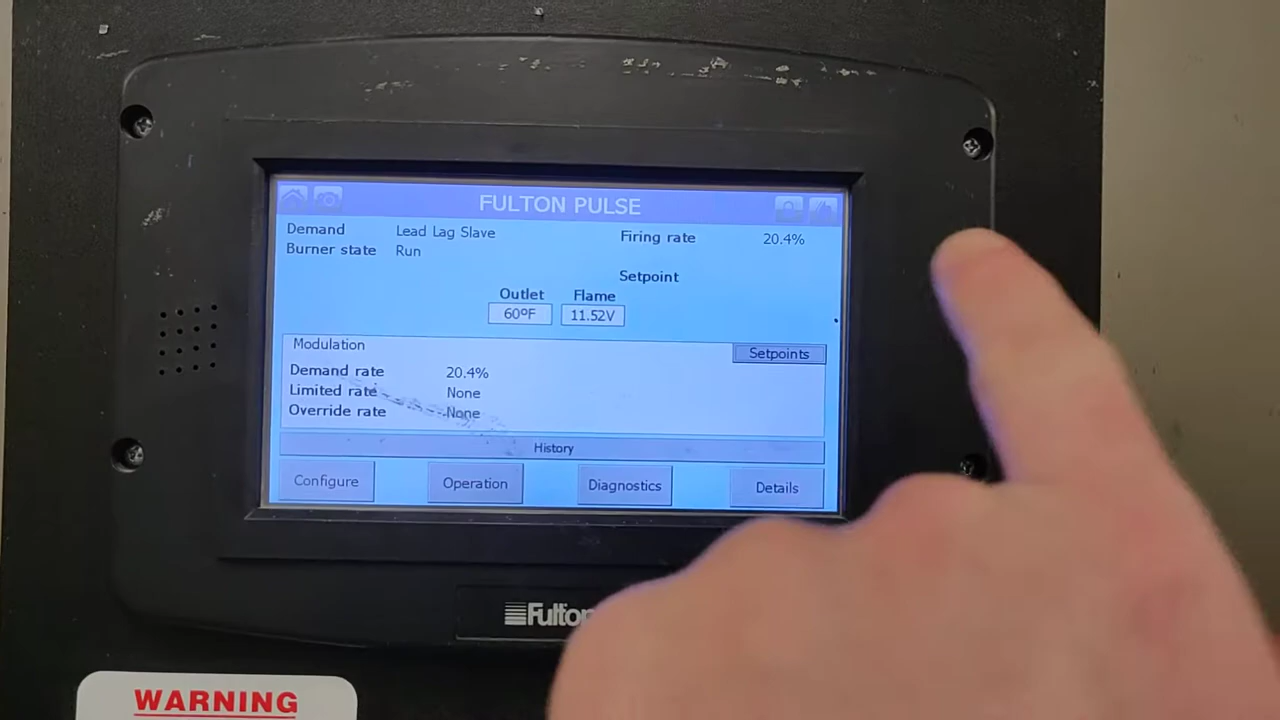 FULTON PULSE
Demand Lead Lag Slave Firing rate 20.4%
Burner state Run
Setpoint
Outlet Flame
60ºF 11.52V
Modulation Setpoints
Demand rate 20.4%
Limited rate None
Override rate None
History
Configure Operation Diagnostics Details
Fulton
WARNING